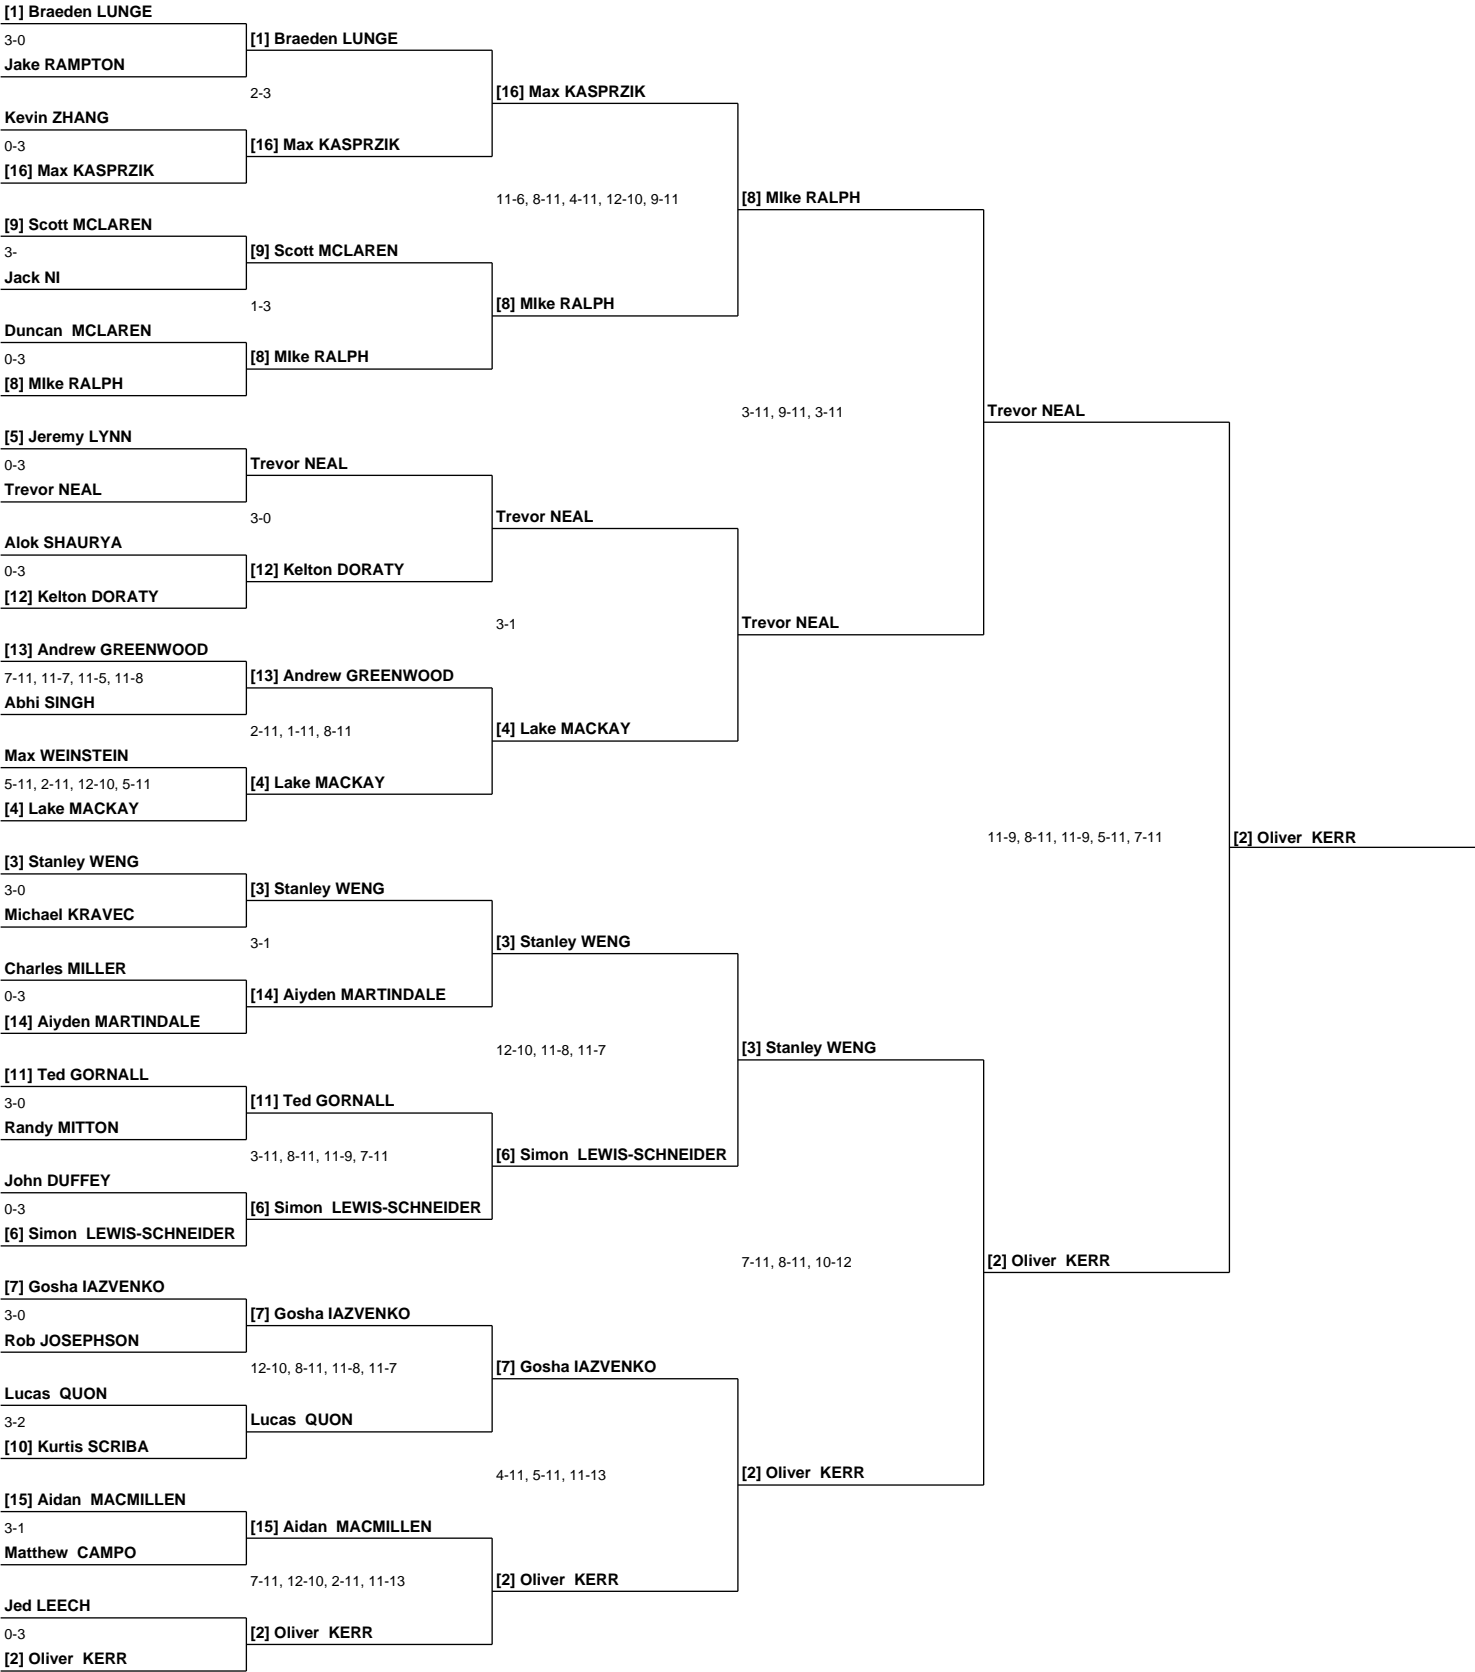 [1] Braeden LUNGE
3-0
[1] Braeden LUNGE
Jake RAMPTON
2-3
[16] Max KASPRZIK
Kevin ZHANG
0-3
[16] Max KASPRZIK
[16] Max KASPRZIK
11-6, 8-11, 4-11, 12-10, 9-11
[8] MIke RALPH
[9] Scott MCLAREN
3-
[9] Scott MCLAREN
Jack NI
1-3
[8] MIke RALPH
Duncan  MCLAREN
0-3
[8] MIke RALPH
[8] MIke RALPH
3-11, 9-11, 3-11
Trevor NEAL
[5] Jeremy LYNN
0-3
Trevor NEAL
Trevor NEAL
3-0
Trevor NEAL
Alok SHAURYA
0-3
[12] Kelton DORATY
[12] Kelton DORATY
3-1
Trevor NEAL
[13] Andrew GREENWOOD
7-11, 11-7, 11-5, 11-8
[13] Andrew GREENWOOD
Abhi SINGH
2-11, 1-11, 8-11
[4] Lake MACKAY
Max WEINSTEIN
5-11, 2-11, 12-10, 5-11
[4] Lake MACKAY
[4] Lake MACKAY
11-9, 8-11, 11-9, 5-11, 7-11
[2] Oliver  KERR
[3] Stanley WENG
3-0
[3] Stanley WENG
Michael KRAVEC
3-1
[3] Stanley WENG
Charles MILLER
0-3
[14] Aiyden MARTINDALE
[14] Aiyden MARTINDALE
12-10, 11-8, 11-7
[3] Stanley WENG
[11] Ted GORNALL
3-0
[11] Ted GORNALL
Randy MITTON
3-11, 8-11, 11-9, 7-11
[6] Simon  LEWIS-SCHNEIDER
John DUFFEY
0-3
[6] Simon  LEWIS-SCHNEIDER
[6] Simon  LEWIS-SCHNEIDER
7-11, 8-11, 10-12
[2] Oliver  KERR
[7] Gosha IAZVENKO
3-0
[7] Gosha IAZVENKO
Rob JOSEPHSON
12-10, 8-11, 11-8, 11-7
[7] Gosha IAZVENKO
Lucas  QUON
3-2
Lucas  QUON
[10] Kurtis SCRIBA
4-11, 5-11, 11-13
[2] Oliver  KERR
[15] Aidan  MACMILLEN
3-1
[15] Aidan  MACMILLEN
Matthew  CAMPO
7-11, 12-10, 2-11, 11-13
[2] Oliver  KERR
Jed LEECH
0-3
[2] Oliver  KERR
[2] Oliver  KERR